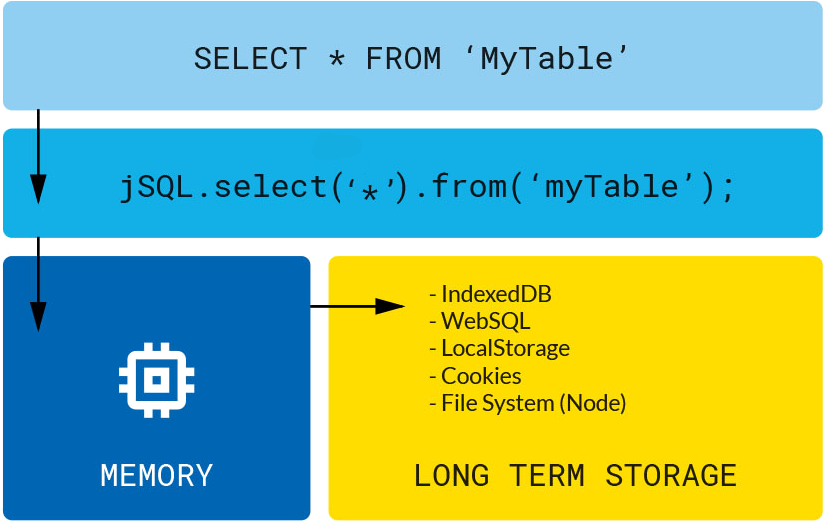 SELECT * FROM ‘MyTable’
jSQL.select(‘*’).from(‘myTable’);
- IndexedDB
- WebSQL
- LocalStorage
- Cookies
- File System (Node)
MEMORY
LONG TERM STORAGE